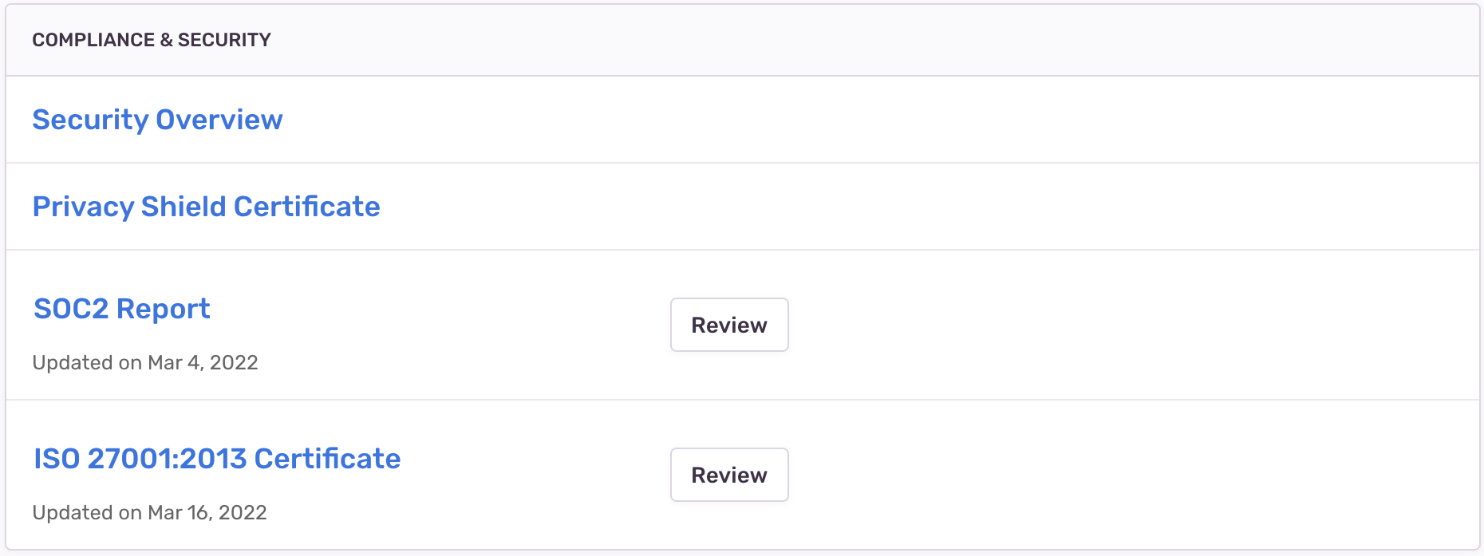 COMPLIANCE & SECURITY
Security Overview
Privacy Shield Certificate
SOC2 Report
Review
Updated on Mar 4, 2022
ISO 27001:2013 Certificate
Review
Updated on Mar 16, 2022